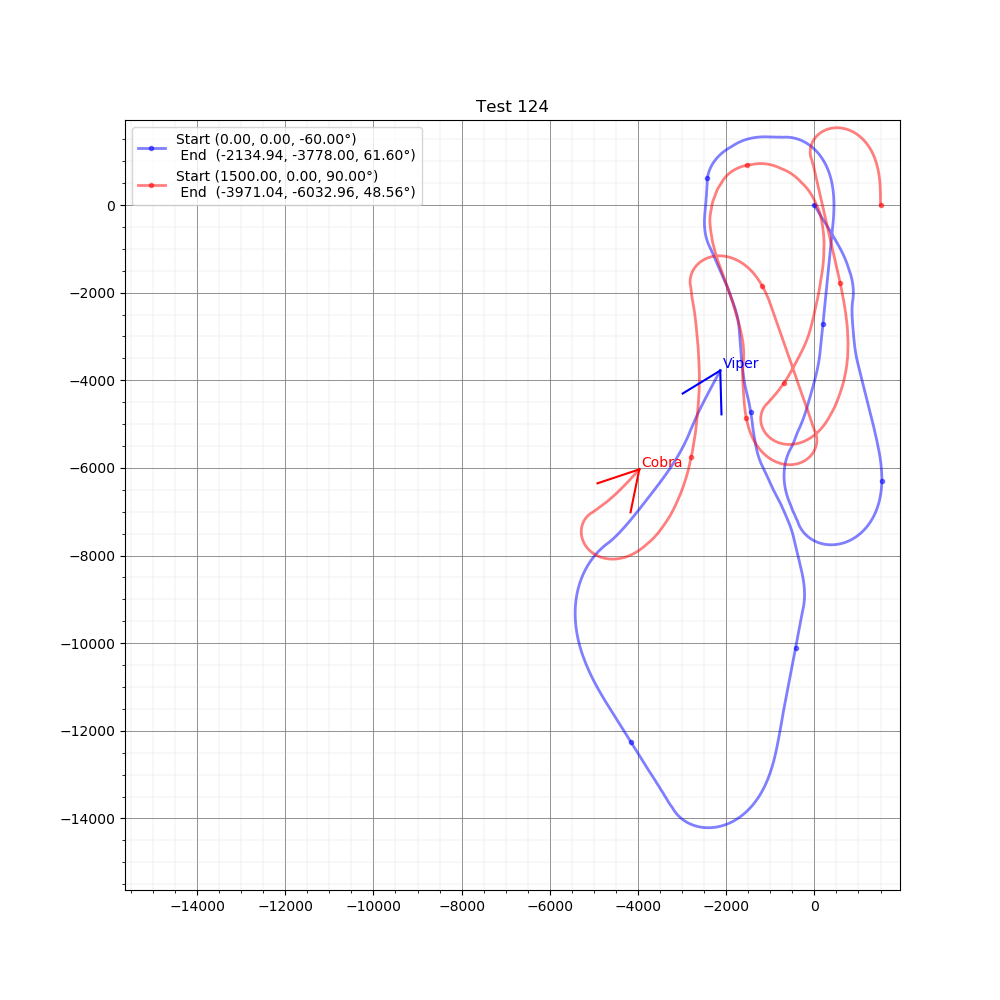 Test 124
Start (0.00, 0.00, -60.00°)
End (-2134.94, -3778.00, 61.60°)
Start (1500.00, 0.00, 90.00°)
End (-3971.04, -6032.96, 48.56°)
0
−2000
−4000
−6000
−8000
−10000
−12000
−14000
Viper
Cobra
−14000 −12000 −10000 −8000 −6000 −4000 −2000 0